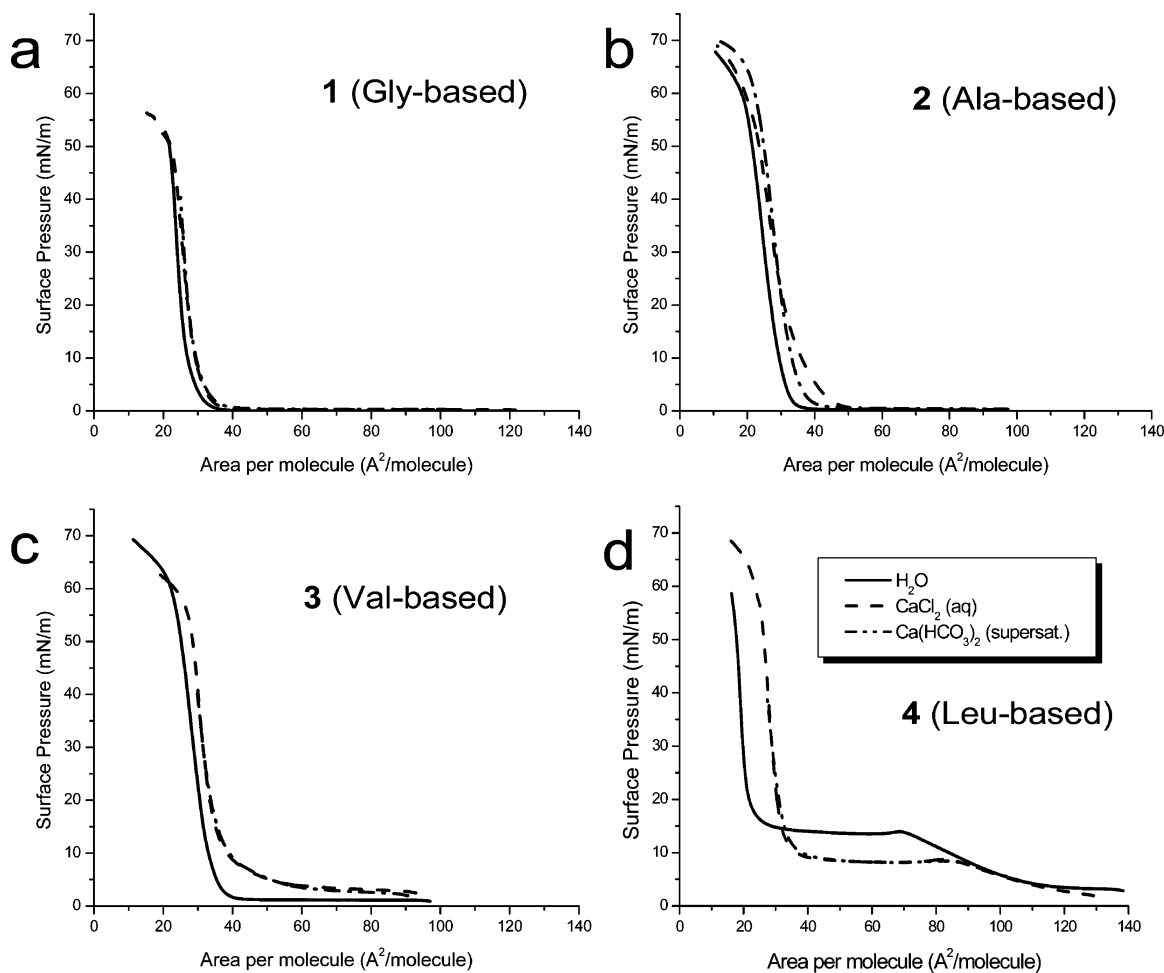 a
1 (Gly-based)
Surface Pressure (mN/m)
70
60
50
40
30
20
10
0
0 20 40 60 80 100 120 140
Area per molecule (A²/molecule)
b
2 (Ala-based)
Surface Pressure (mN/m)
70
60
50
40
30
20
10
0
0 20 40 60 80 100 120 140
Area per molecule (A²/molecule)
c
3 (Val-based)
Surface Pressure (mN/m)
70
60
50
40
30
20
10
0
0 20 40 60 80 100 120 140
Area per molecule (A²/molecule)
d
H₂O
CaCl₂ (aq)
Ca(HCO₃)₂ (supersat.)
4 (Leu-based)
Surface Pressure (mN/m)
70
60
50
40
30
20
10
0
0 20 40 60 80 100 120 140
Area per molecule (A²/molecule)